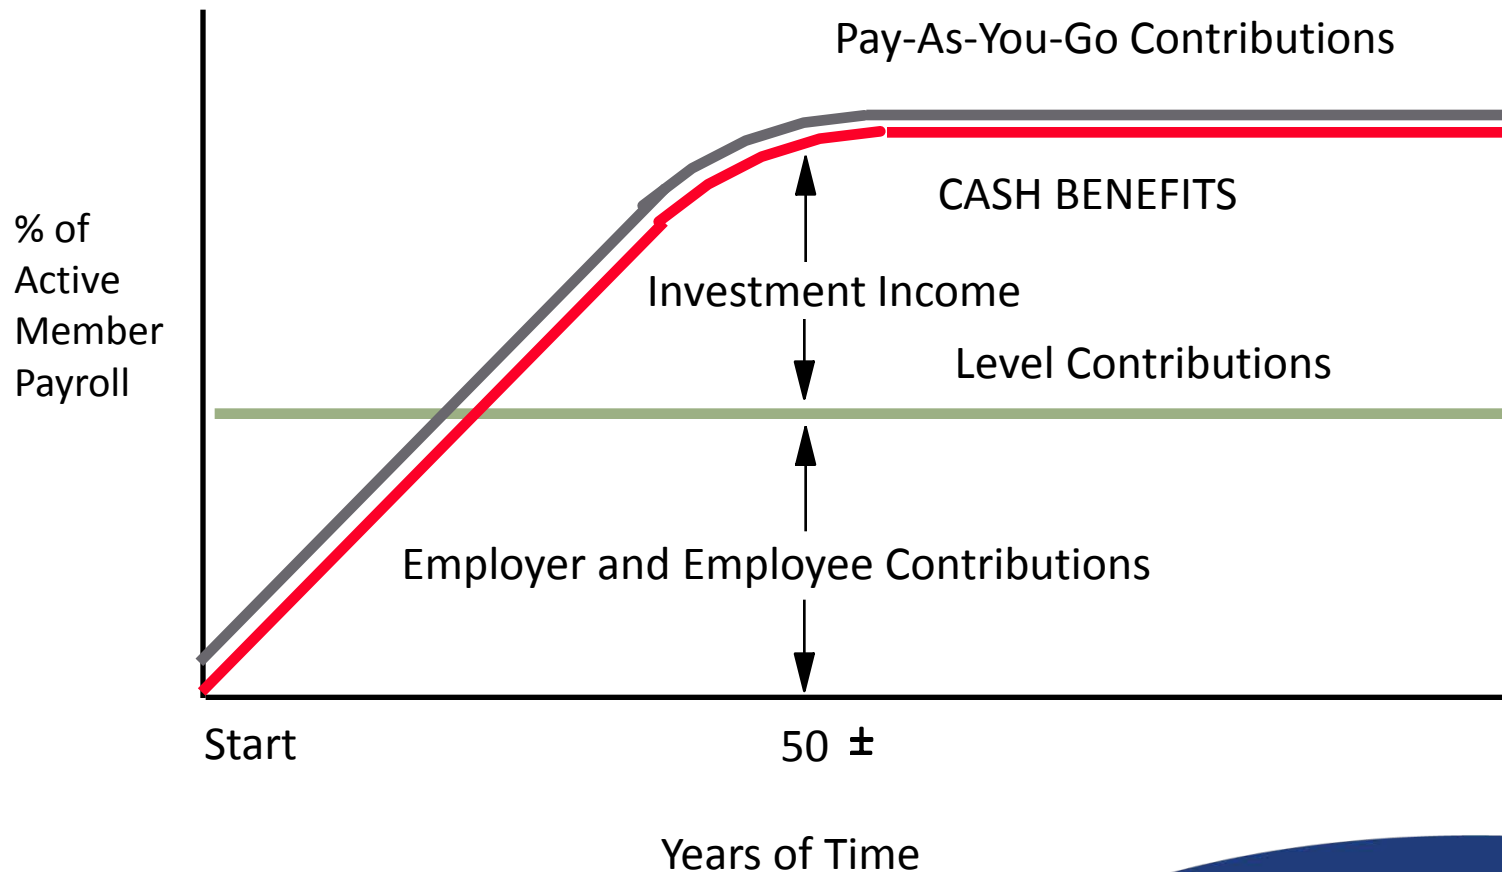 Pay-As-You-Go Contributions
CASH BENEFITS
% of
Active
Member
Payroll
Investment Income
Level Contributions
Employer and Employee Contributions
Start
50 ±
Years of Time